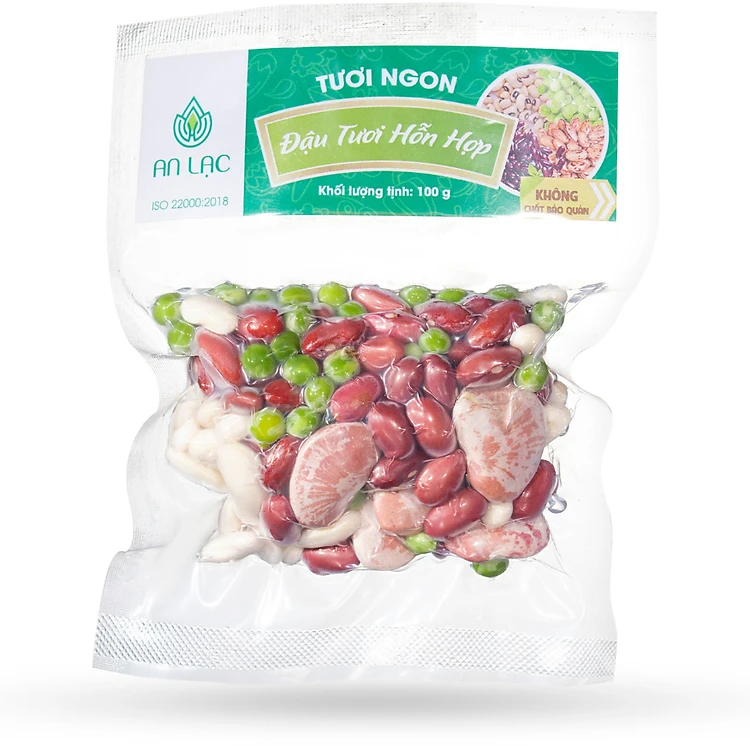 TƯƠI NGON
Đậu Tươi Hỗn Hợp
Khối lượng tịnh: 100 g
AN LẠC
ISO 22000:2018
KHÔNG
CHẤT BẢO QUẢN